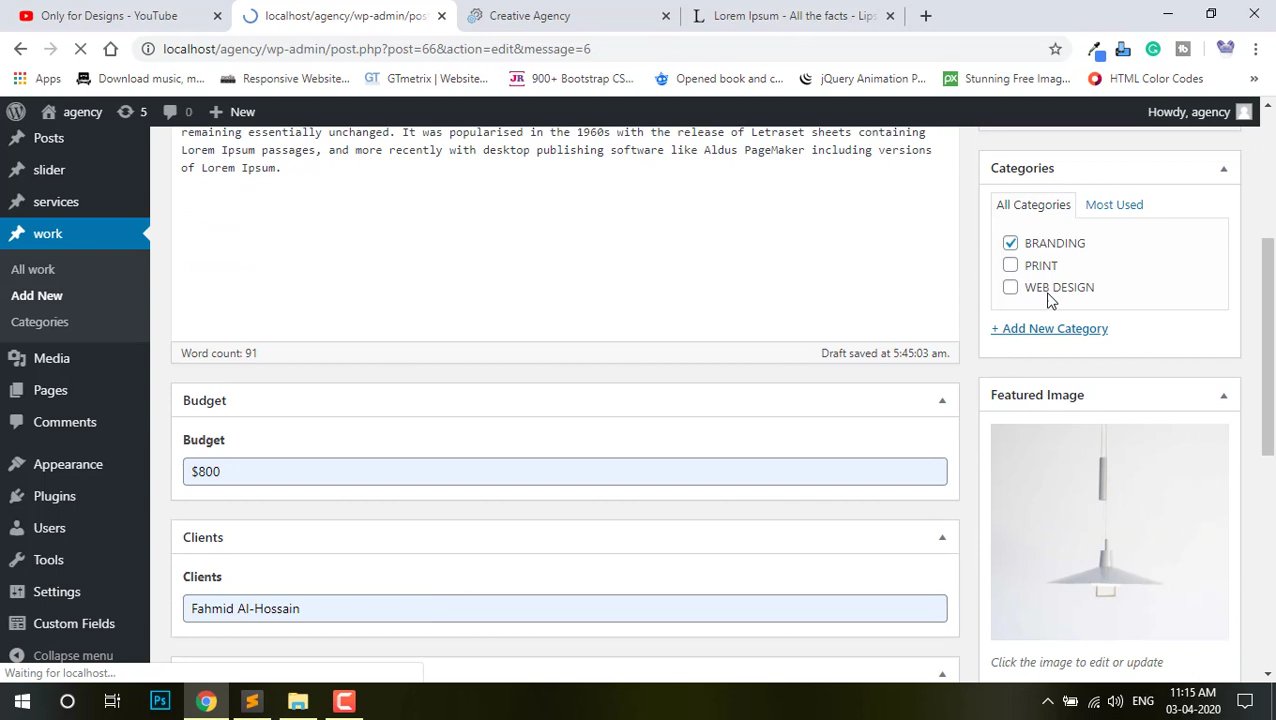 Only for Designs - YouTube
localhost/agency/wp-admin/pos
Creative Agency
Lorem Ipsum - All the facts - Lips
localhost/agency/wp-admin/post.php?post=66&action=edit&message=6
Apps
Download music, m...
Responsive Website...
GTmetrix | Website...
900+ Bootstrap CS...
Opened book and c...
jQuery Animation P...
Stunning Free Imag...
HTML Color Codes
agency
5
0
New
Howdy, agency
Posts
slider
services
work
All work
Add New
Categories
Media
Pages
Comments
Appearance
Plugins
Users
Tools
Settings
Custom Fields
Collapse menu
remaining essentially unchanged. It was popularised in the 1960s with the release of Letraset sheets containing
Lorem Ipsum passages, and more recently with desktop publishing software like Aldus PageMaker including versions
of Lorem Ipsum.
Word count: 91
Draft saved at 5:45:03 am.
Budget
Budget
$800
Clients
Clients
Fahmid Al-Hossain
Categories
All Categories
Most Used
BRANDING
PRINT
WEB DESIGN
+ Add New Category
Featured Image
Click the image to edit or update
Waiting for localhost...
ENG
11:15 AM
03-04-2020